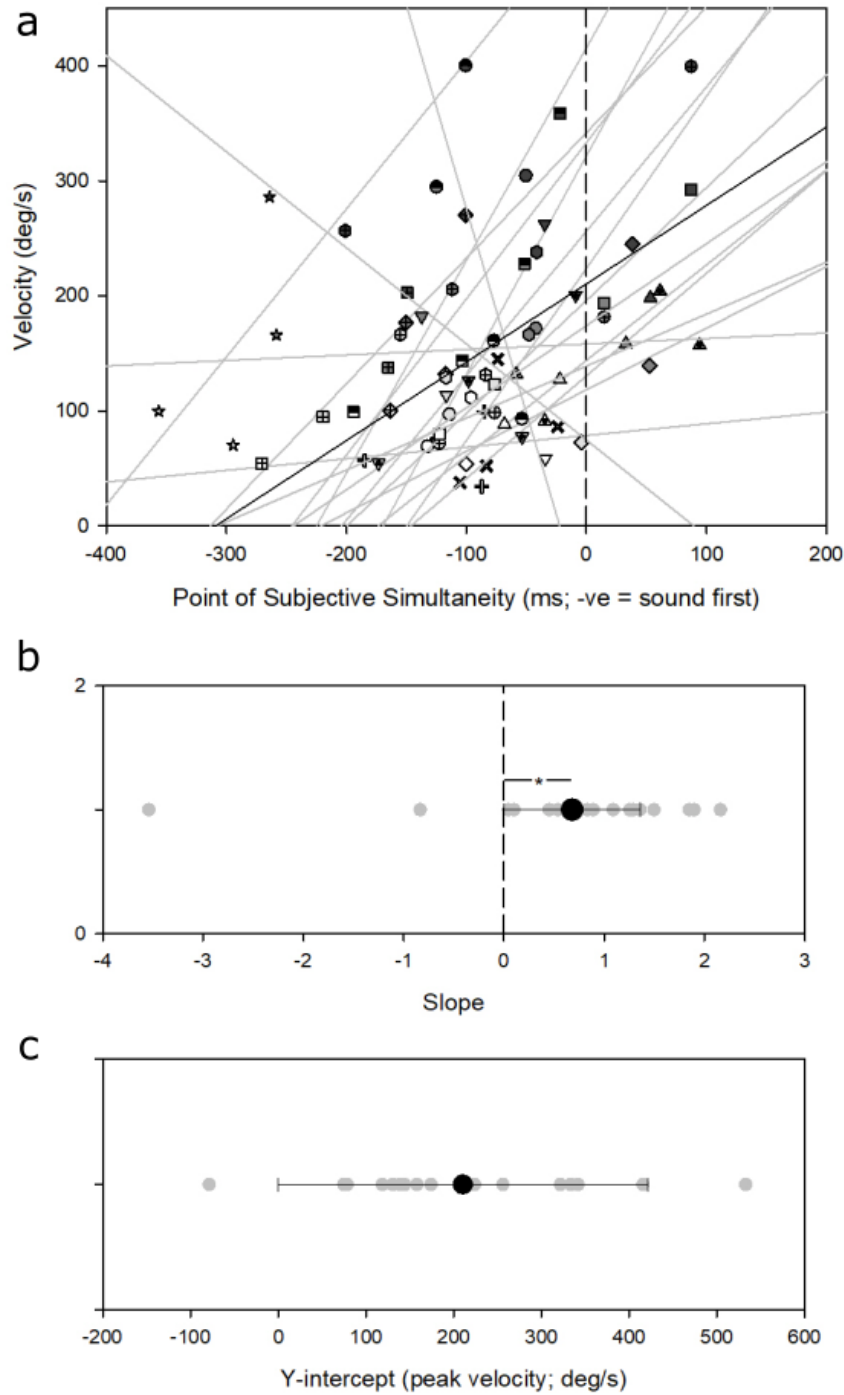 a
400
300
200
100
0
Velocity (deg/s)
-400 -300 -200 -100 0 100 200
Point of Subjective Simultaneity (ms; -ve = sound first)
b
2
*
0
-4 -3 -2 -1 0 1 2 3
Slope
c
-200 -100 0 100 200 300 400 500 600
Y-intercept (peak velocity; deg/s)